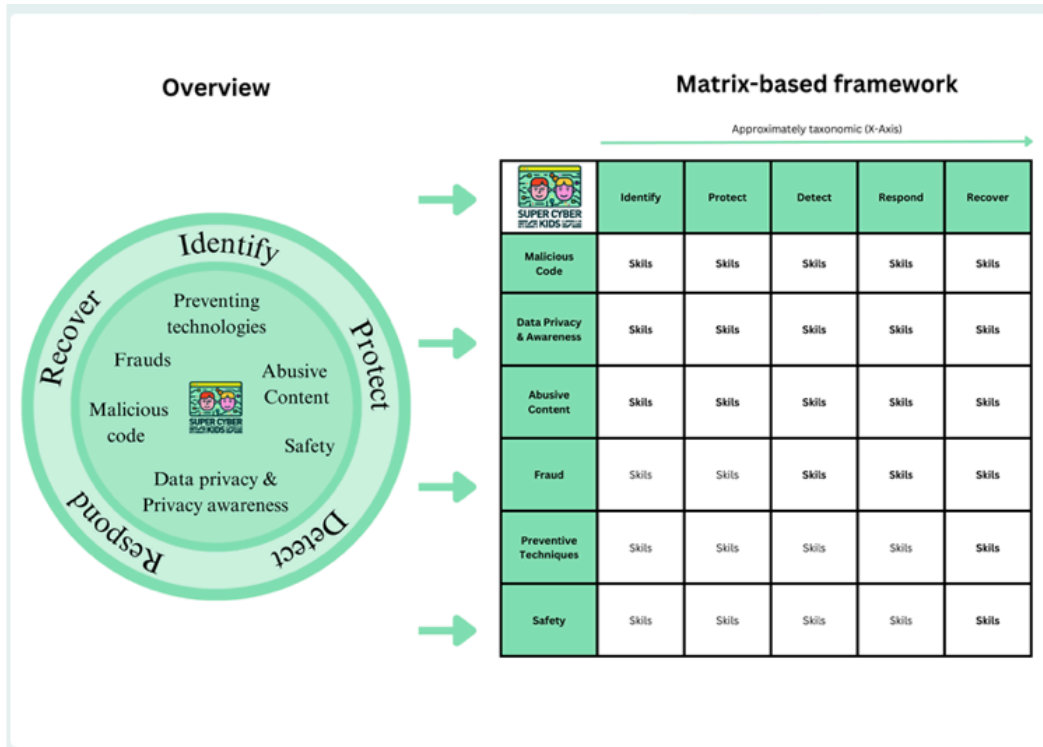 Overview
Identify
Protect
Detect
Respond
Recover
Preventing
technologies
Frauds
Abusive
Content
Malicious
code
SUPER CYBER
KIDS
Safety
Data privacy &
Privacy awareness
Matrix-based framework
Approximately taxonomic (X-Axis)
SUPER CYBER
KIDS
Identify Protect Detect Respond Recover
Malicious
Code
Skils Skils Skils Skils Skils
Data Privacy
& Awareness
Skils Skils Skils Skils Skils
Abusive
Content
Skils Skils Skils Skils Skils
Fraud Skils Skils Skils Skils Skils
Preventive
Techniques
Skils Skils Skils Skils Skils
Safety Skils Skils Skils Skils Skils